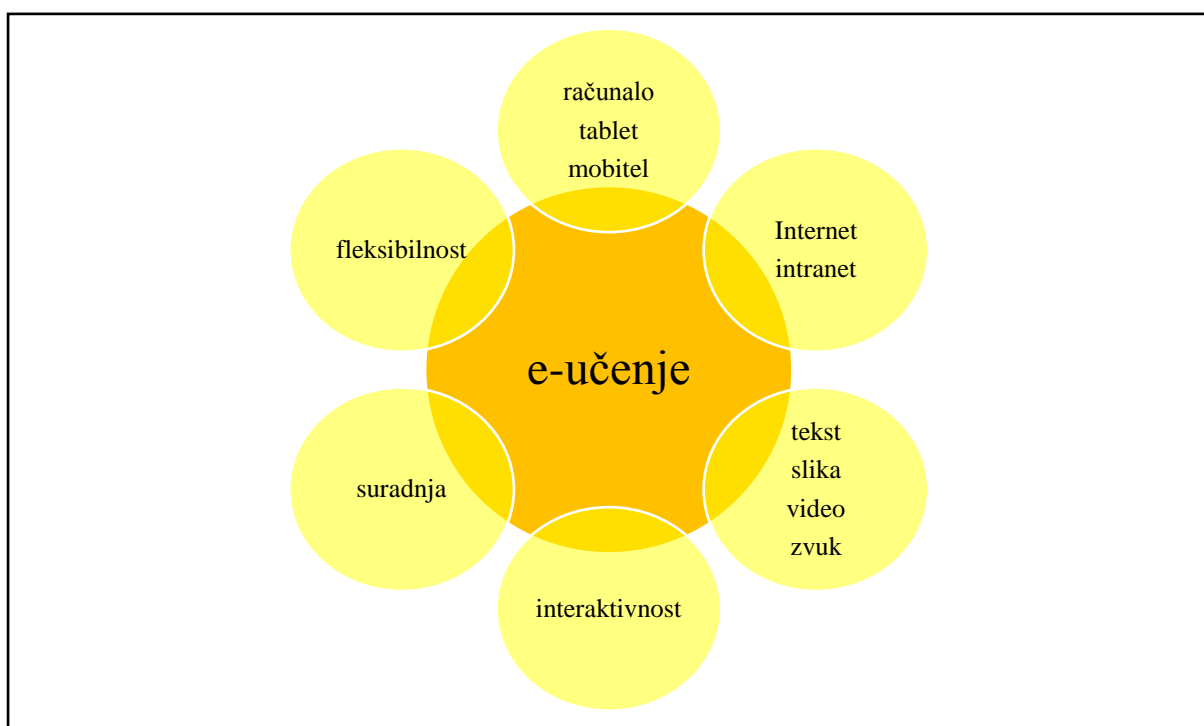 računalo
tablet
mobitel
Internet
intranet
fleksibilnost
e-učenje
tekst
slika
video
zvuk
suradnja
interaktivnost